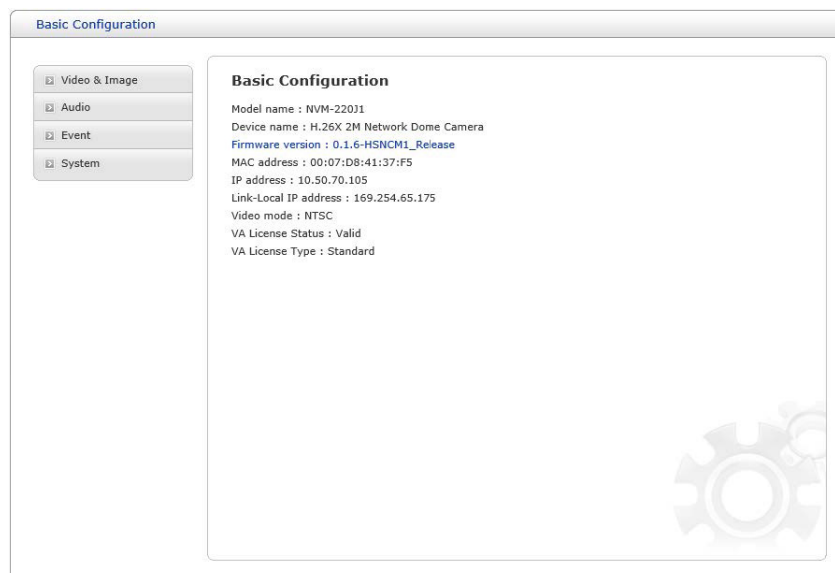 Basic Configuration
Video & Image
Audio
Event
System
Basic Configuration
Model name : NVM-220J1
Device name : H.26X 2M Network Dome Camera
Firmware version : 0.1.6-HSNCM1_Release
MAC address : 00:07:D8:41:37:F5
IP address : 10.50.70.105
Link-Local IP address : 169.254.65.175
Video mode : NTSC
VA License Status : Valid
VA License Type : Standard